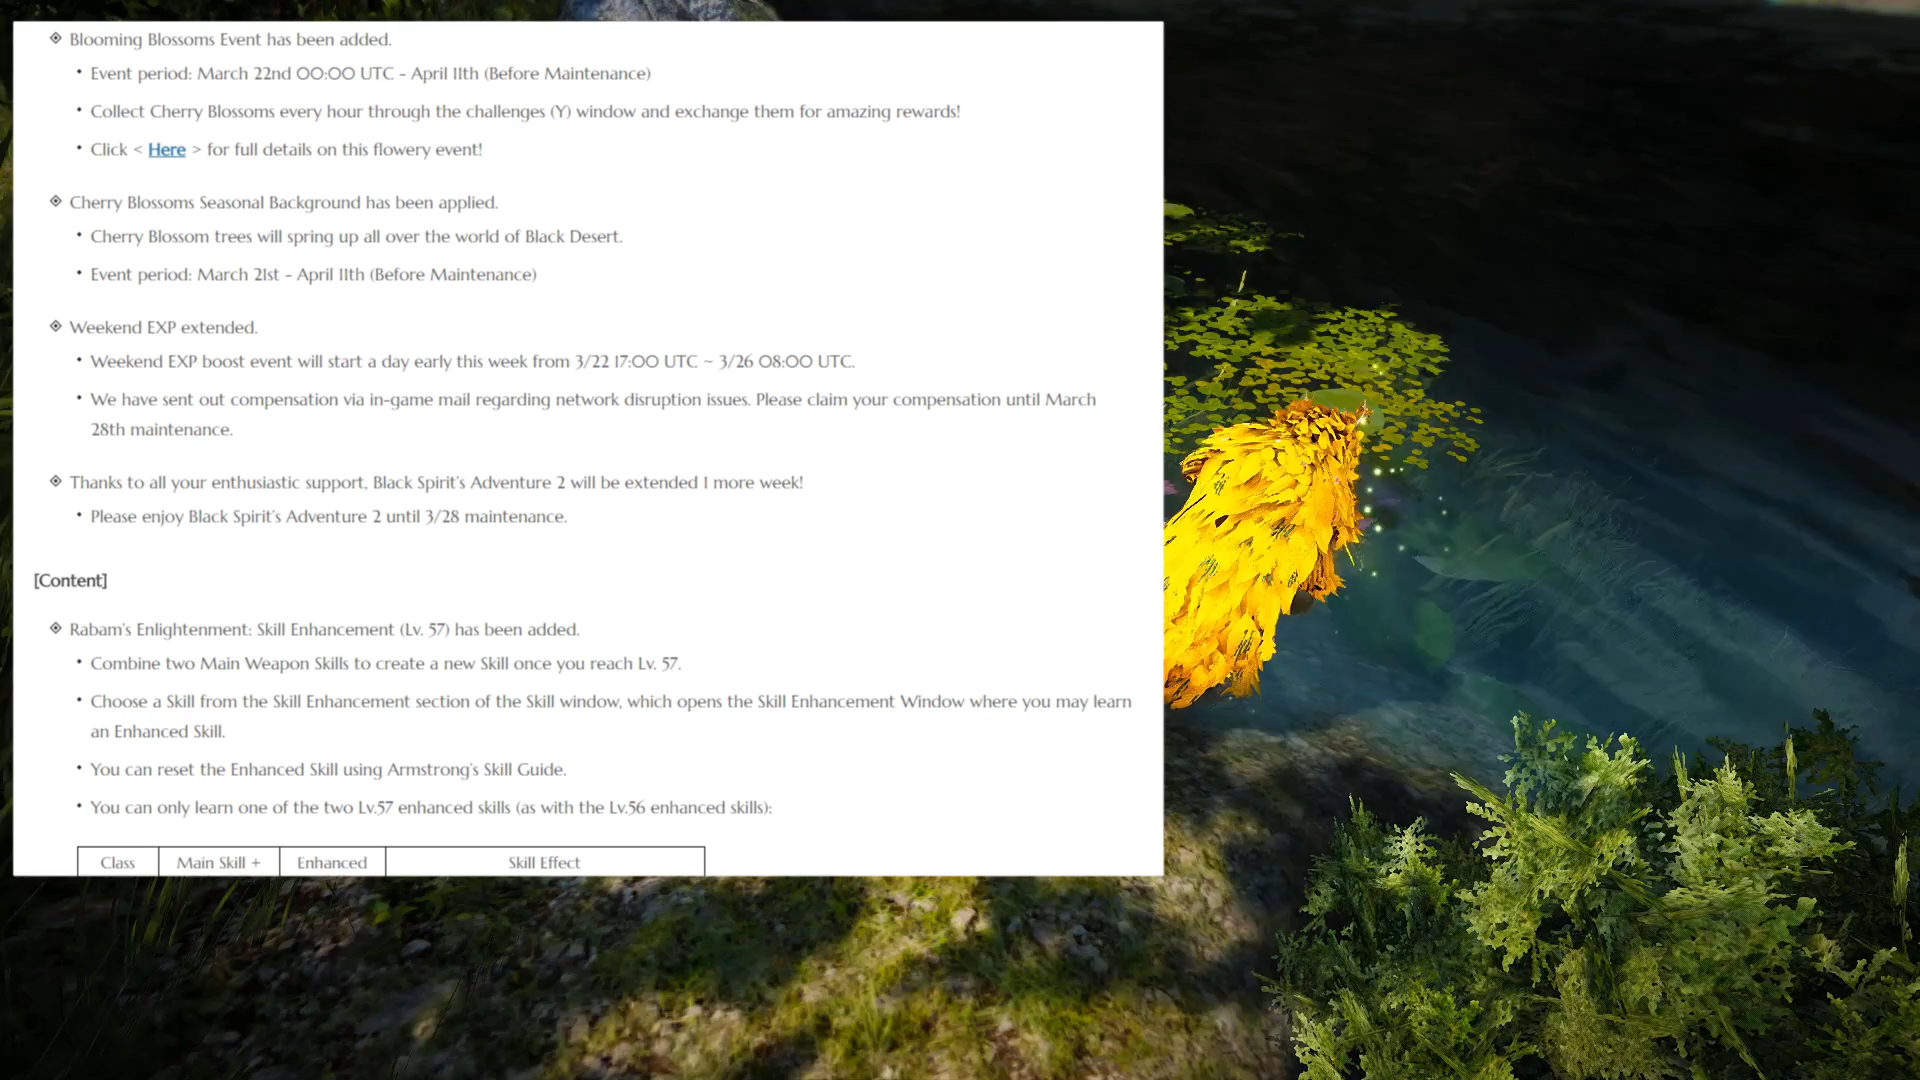 Blooming Blossoms Event has been added.
Event period: March 22nd 00:00 UTC - April 11th (Before Maintenance)
Collect Cherry Blossoms every hour through the challenges (Y) window and exchange them for amazing rewards!
Click < Here > for full details on this flowery event!
Cherry Blossoms Seasonal Background has been applied.
Cherry Blossom trees will spring up all over the world of Black Desert.
Event period: March 21st - April 11th (Before Maintenance)
Weekend EXP extended.
Weekend EXP boost event will start a day early this week from 3/22 17:00 UTC ~ 3/26 08:00 UTC.
We have sent out compensation via in-game mail regarding network disruption issues. Please claim your compensation until March
28th maintenance.
Thanks to all your enthusiastic support, Black Spirit's Adventure 2 will be extended 1 more week!
Please enjoy Black Spirit's Adventure 2 until 3/28 maintenance.
[Content]
Rabam's Enlightenment: Skill Enhancement (Lv. 57) has been added.
Combine two Main Weapon Skills to create a new Skill once you reach Lv. 57.
Choose a Skill from the Skill Enhancement section of the Skill window, which opens the Skill Enhancement Window where you may learn
an Enhanced Skill.
You can reset the Enhanced Skill using Armstrong's Skill Guide.
You can only learn one of the two Lv.57 enhanced skills (as with the Lv.56 enhanced skills):
Class Main Skill + Enhanced Skill Effect